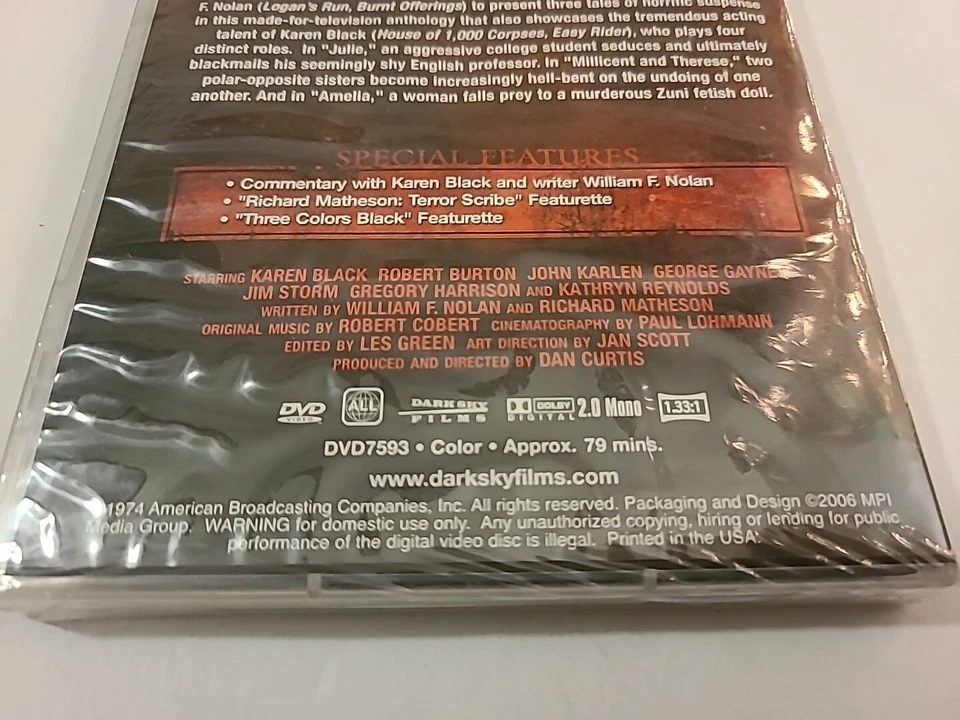 F. Nolan (Logan's Run, Burnt Offerings) to present three tales of horrific suspense
in this made-for-television anthology that also showcases the tremendous acting
talent of Karen Black (House of 1,000 Corpses, Easy Rider), who plays four
distinct roles. In "Julie," an aggressive college student seduces and ultimately
blackmails his seemingly shy English professor. In "Millicent and Therese," two
polar-opposite sisters become increasingly hell-bent on the undoing of one
another. And in "Amelia," a woman falls prey to a murderous Zuni fetish doll.
SPECIAL FEATURES
• Commentary with Karen Black and writer William F. Nolan
• "Richard Matheson: Terror Scribe" Featurette
• "Three Colors Black" Featurette
STARRING KAREN BLACK ROBERT BURTON JOHN KARLEN GEORGE GAYNES
JIM STORM GREGORY HARRISON AND KATHRYN REYNOLDS
WRITTEN BY WILLIAM F. NOLAN AND RICHARD MATHESON
ORIGINAL MUSIC BY ROBERT COBERT CINEMATOGRAPHY BY PAUL LOHMANN
EDITED BY LES GREEN ART DIRECTION BY JAN SCOTT
PRODUCED AND DIRECTED BY DAN CURTIS
DVD VIDEO ALL DARK SKY FILMS DOLBY DIGITAL 2.0 Mono 1.33:1
DVD7593 • Color • Approx. 79 mins.
www.darkskyfilms.com
1974 American Broadcasting Companies, Inc. All rights reserved. Packaging and Design ©2006 MPI
Media Group. WARNING for domestic use only. Any unauthorized copying, hiring or lending for public
performance of the digital video disc is illegal. Printed in the USA.